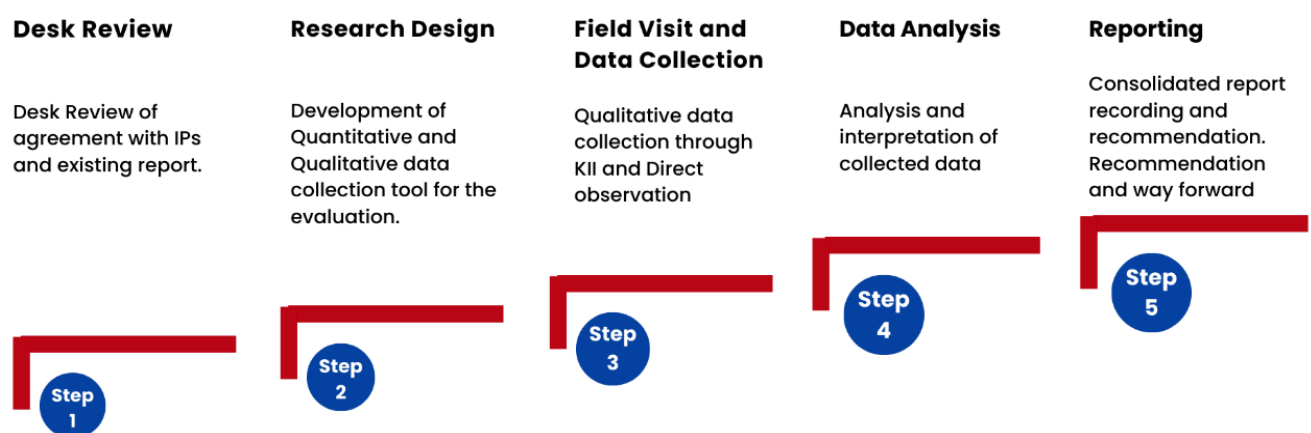 Desk Review
Desk Review of
agreement with IPs
and existing report.
Step
1
Research Design
Development of
Quantitative and
Qualitative data
collection tool for the
evaluation.
Step
2
Field Visit and
Data Collection
Qualitative data
collection through
KII and Direct
observation
Step
3
Data Analysis
Analysis and
interpretation of
collected data
Step
4
Reporting
Consolidated report
recording and
recommendation.
Recommendation
and way forward
Step
5